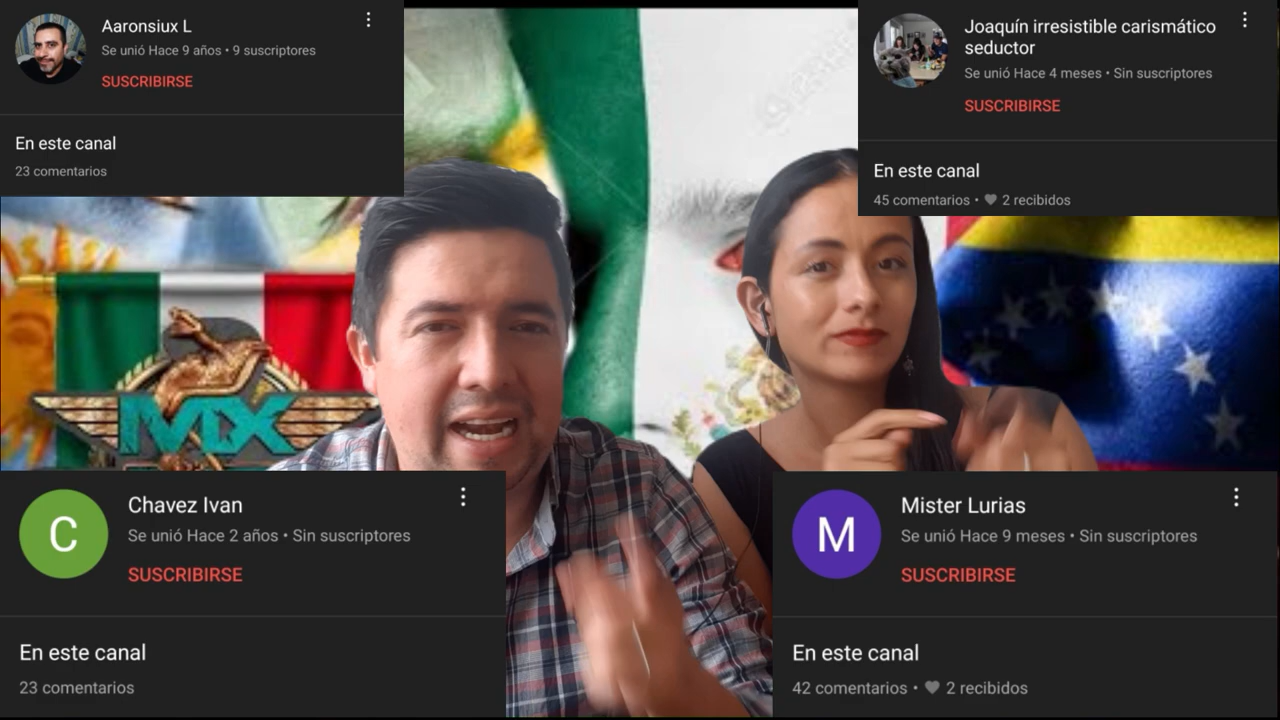 Aaronsiux L
Se unió Hace 9 años • 9 suscriptores
SUSCRIBIRSE
En este canal
23 comentarios
Joaquín irresistible carismático
seductor
Se unió Hace 4 meses • Sin suscriptores
SUSCRIBIRSE
En este canal
45 comentarios • 2 recibidos
MX
Chavez Ivan
Se unió Hace 2 años • Sin suscriptores
SUSCRIBIRSE
En este canal
23 comentarios
M
Mister Lurias
Se unió Hace 9 meses • Sin suscriptores
SUSCRIBIRSE
En este canal
42 comentarios • 2 recibidos
C